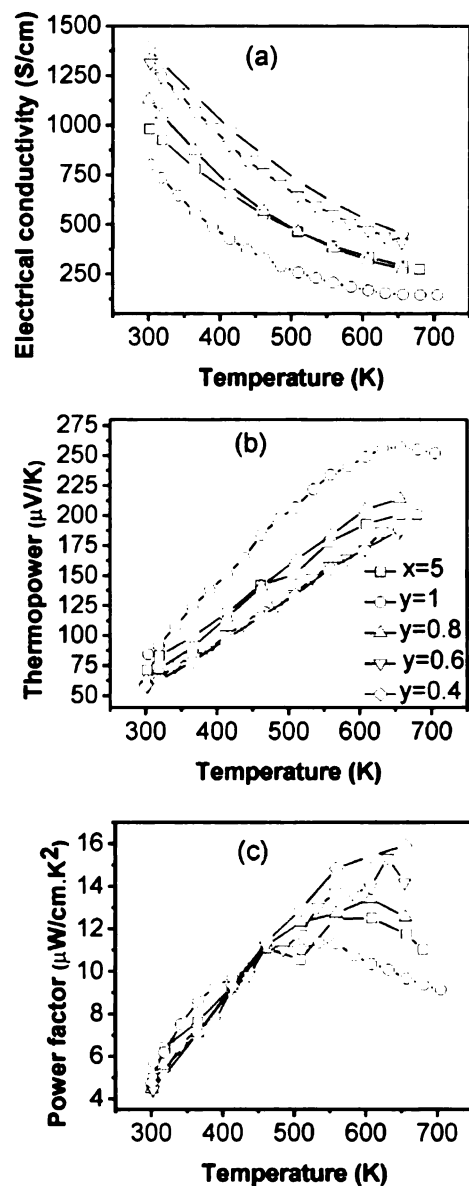 (a)
Electrical conductivity (S/cm)
1500
1250
1000
750
500
250
300 400 500 600 700
Temperature (K)
(b)
Thermopower (μV/K)
275
250
225
200
175
150
125
100
75
50
x=5
y=1
y=0.8
y=0.6
y=0.4
300 400 500 600 700
Temperature (K)
(c)
Power factor (μW/cm.K²)
16
14
12
10
8
6
4
300 400 500 600 700
Temperature (K)